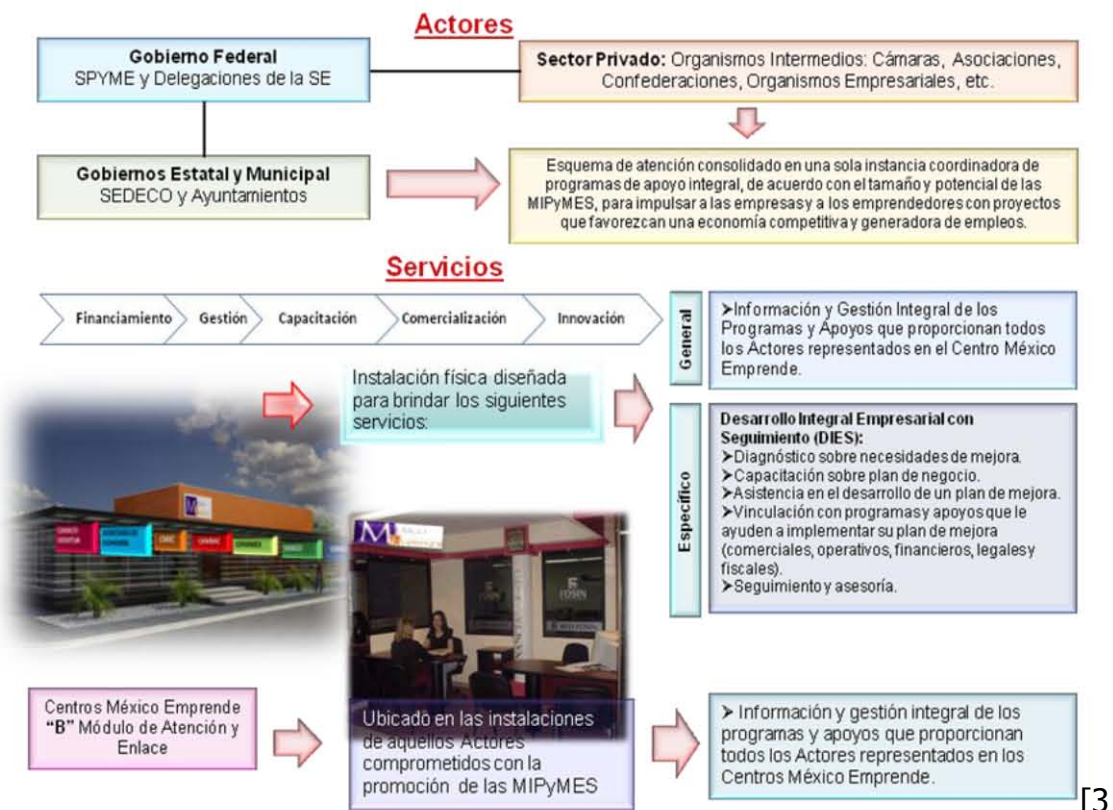 Actores
Gobierno Federal
SPYME y Delegaciones de la SE
Sector Privado: Organismos Intermedios: Cámaras, Asociaciones,
Confederaciones, Organismos Empresariales, etc.
Gobiernos Estatal y Municipal
SEDECO y Ayuntamientos
Esquema de atención consolidado en una sola instancia coordinadora de
programas de apoyo integral, de acuerdo con el tamaño y potencial de las
MIPyMES, para impulsar a las empresas y a los emprendedores con proyectos
que favorezcan una economía competitiva y generadora de empleos.
Servicios
Financiamiento
Gestión
Capacitación
Comercialización
Innovación
General
➢Información y Gestión Integral de los
Programas y Apoyos que proporcionan todos
los Actores representados en el Centro México
Emprende.
Instalación física diseñada
para brindar los siguientes
servicios:
Específico
Desarrollo Integral Empresarial con
Seguimiento (DIES):
➢Diagnóstico sobre necesidades de mejora.
➢Capacitación sobre plan de negocio.
➢Asistencia en el desarrollo de un plan de mejora.
➢Vinculación con programas y apoyos que le
ayuden a implementar su plan de mejora
(comerciales, operativos, financieros, legales y
fiscales).
➢Seguimiento y asesoría.
FOSIN
Centros México Emprende
“B” Módulo de Atención y
Enlace
Ubicado en las instalaciones
de aquellos Actores
comprometidos con la
promoción de las MIPyMES
➢ Información y gestión integral de los
programas y apoyos que proporcionan
todos los Actores representados en los
Centros México Emprende.
[3